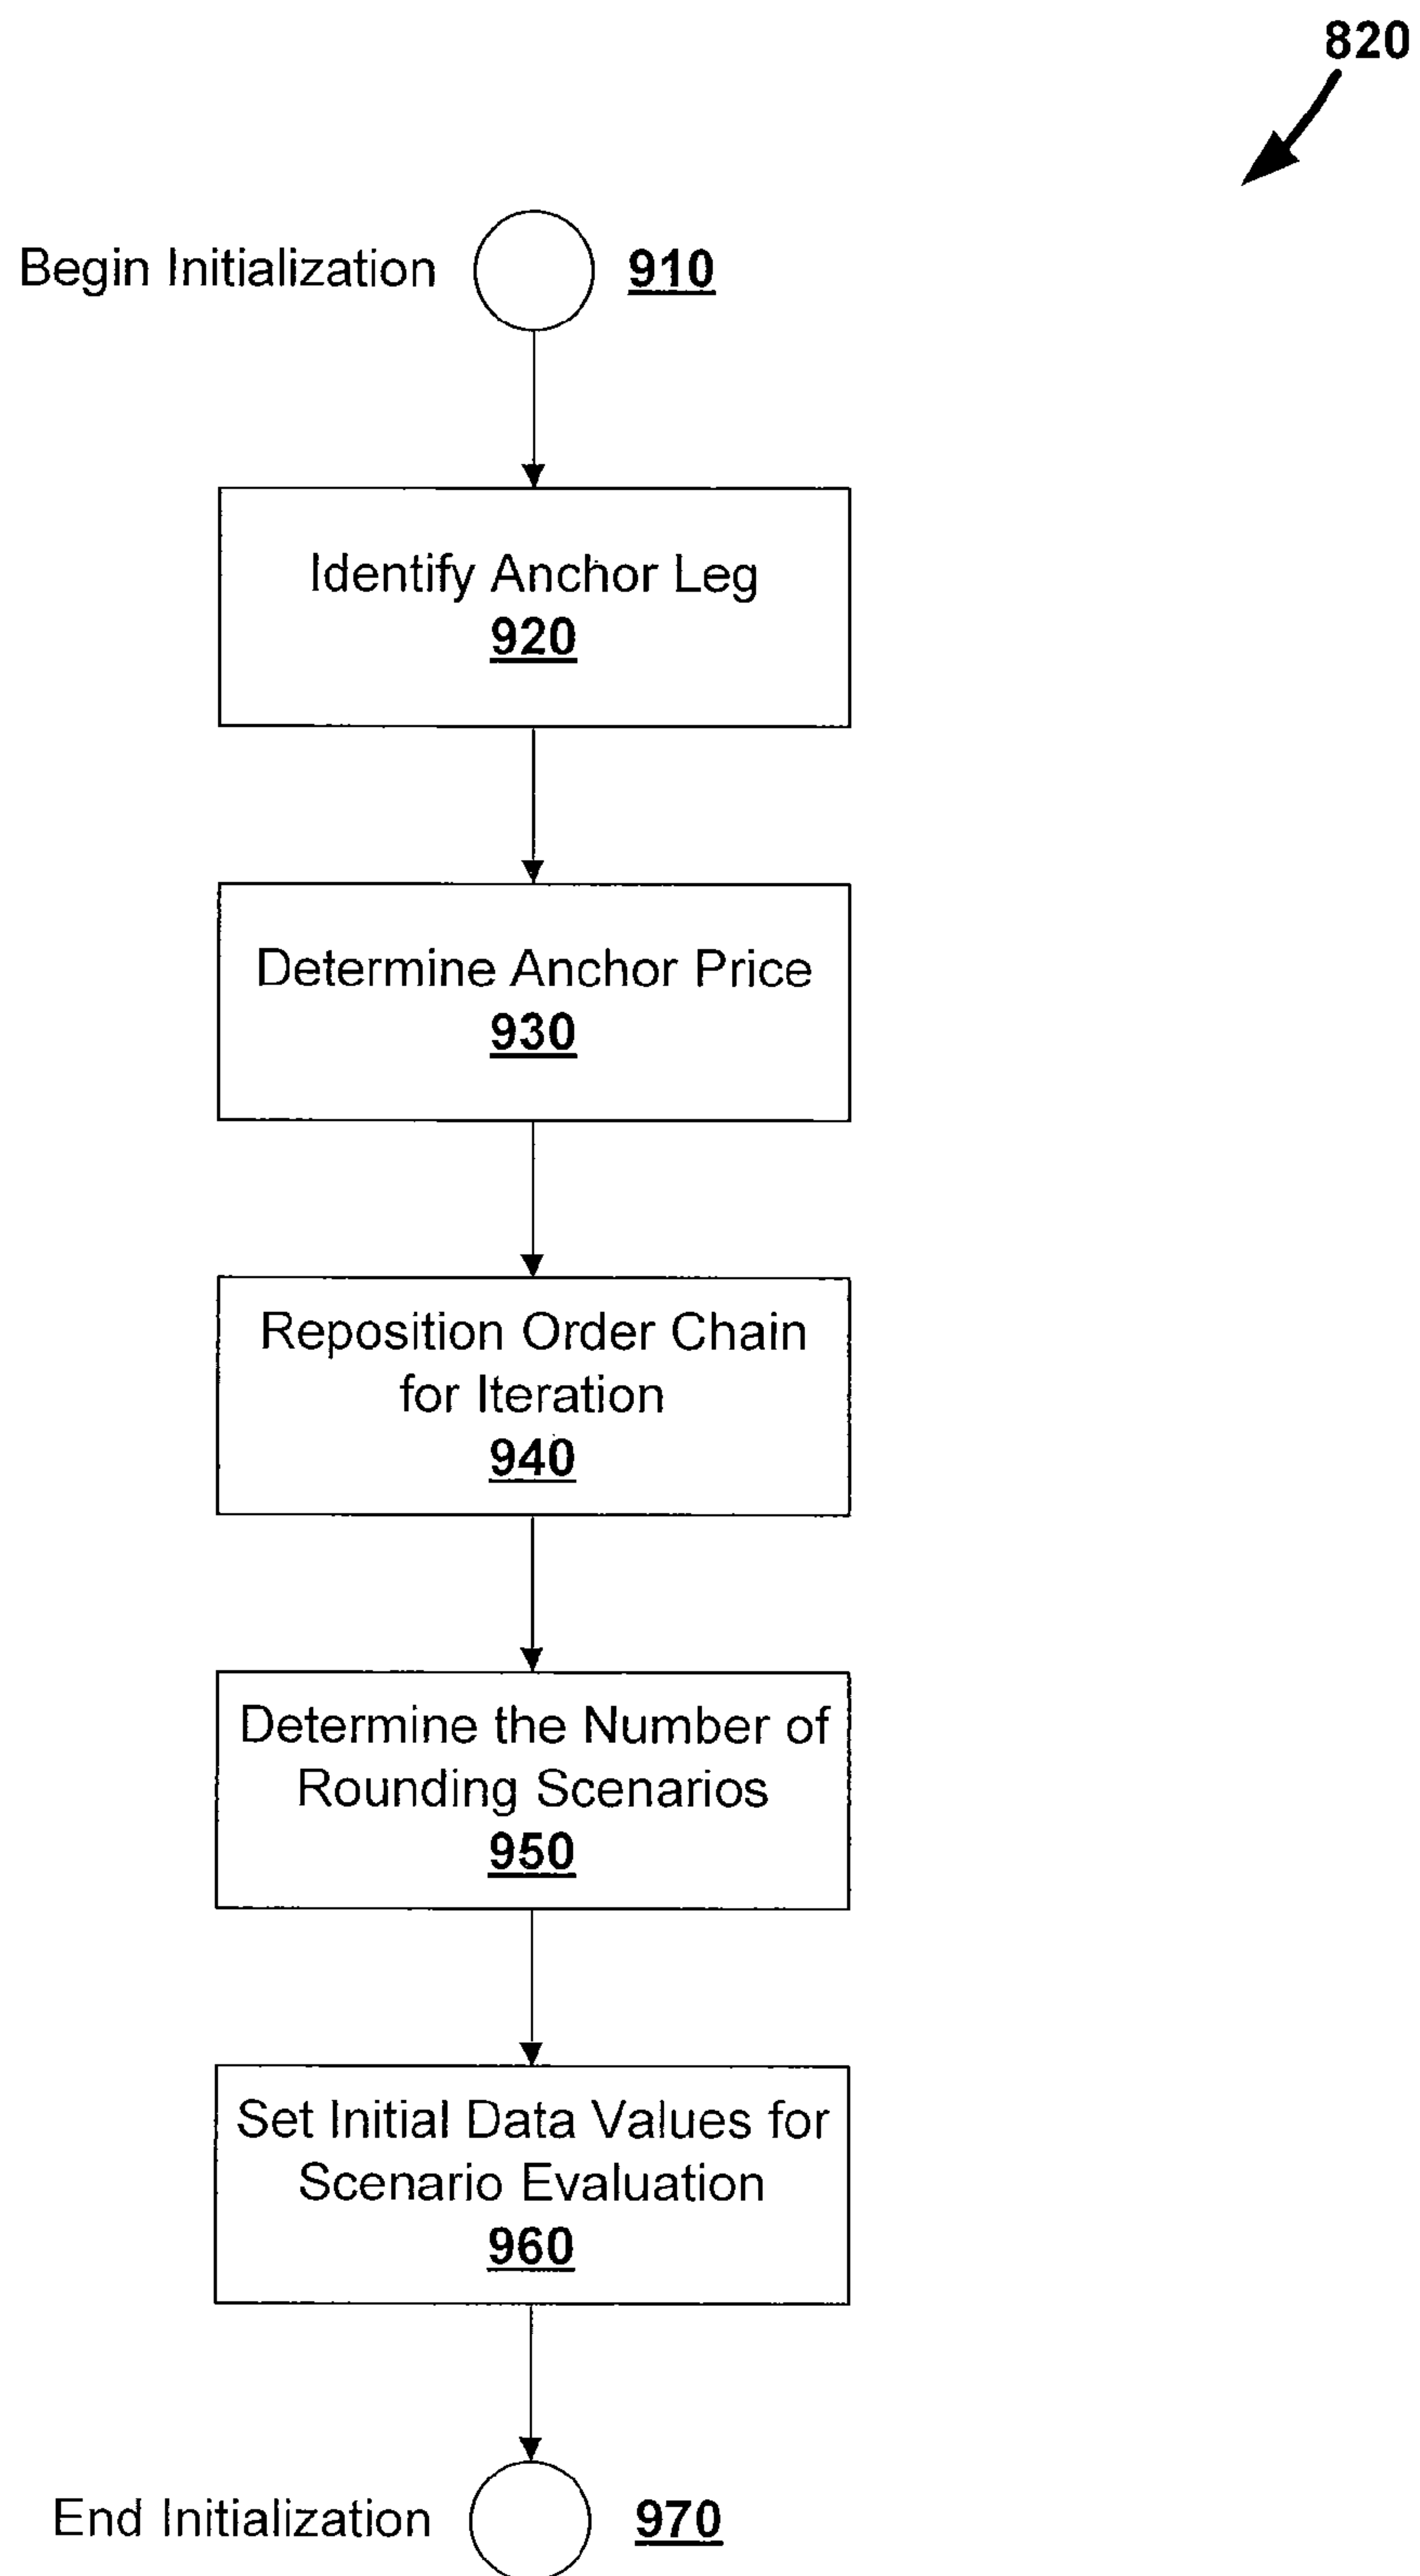 820
Begin Initialization 910
Identify Anchor Leg
920
Determine Anchor Price
930
Reposition Order Chain
for Iteration
940
Determine the Number of
Rounding Scenarios
950
Set Initial Data Values for
Scenario Evaluation
960
End Initialization 970